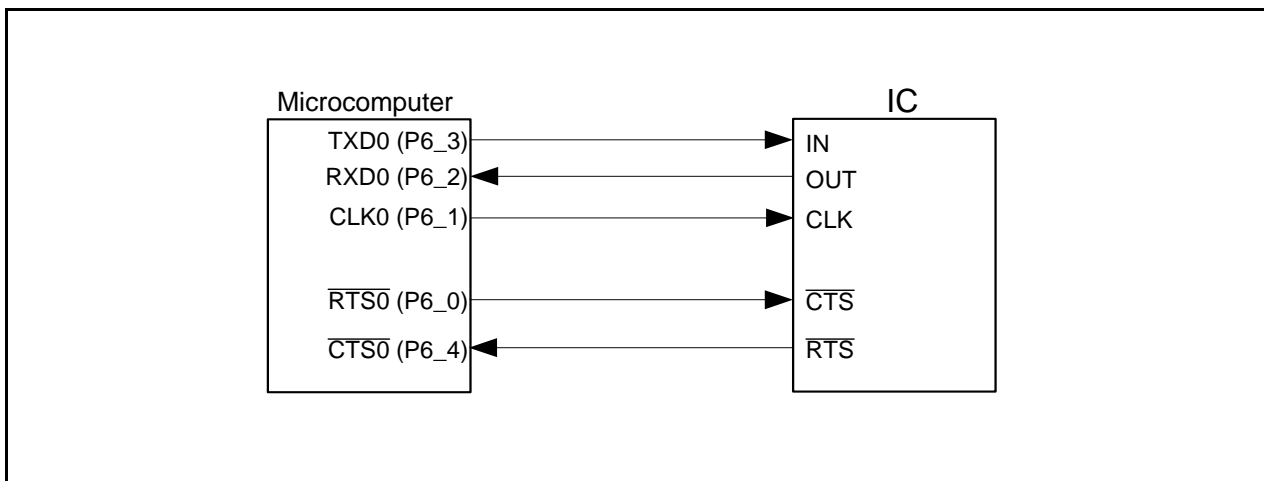 Microcomputer
TXD0 (P6_3)
RXD0 (P6_2)
CLK0 (P6_1)
RTS0 (P6_0)
CTS0 (P6_4)
IC
IN
OUT
CLK
CTS
RTS